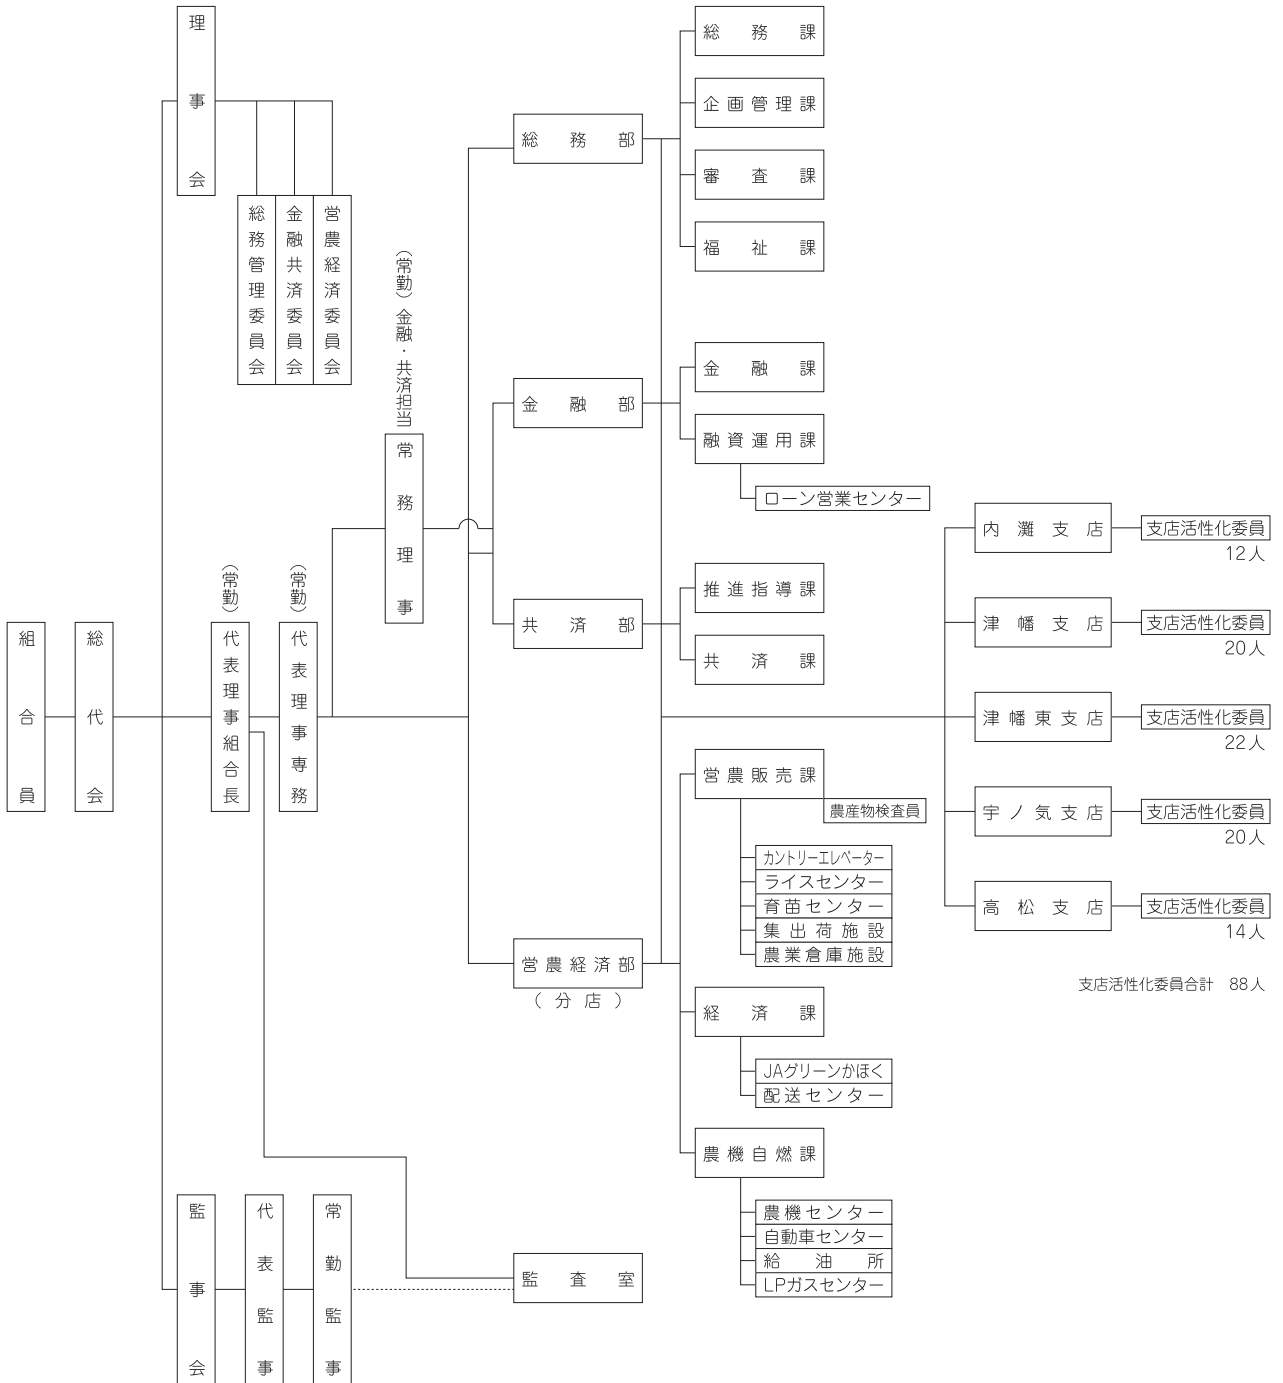 組合員
総代会
理事会
総務管理委員会
金融共済委員会
営農経済委員会
(常勤)
代表理事組合長
(常勤)
代表理事専務
(常勤) 金融・共済担当
常務理事
総務部
総務課
企画管理課
審査課
福祉課
金融部
金融課
融資運用課
ローン営業センター
共済部
推進指導課
共済課
営農経済部
(分店)
営農販売課
農産物検査員
カントリーエレベーター
ライスセンター
育苗センター
集出荷施設
農業倉庫施設
経済課
JAグリーンかほく
配送センター
農機自燃課
農機センター
自動車センター
給油所
LPガスセンター
内灘支店
支店活性化委員
12人
津幡支店
支店活性化委員
20人
津幡東支店
支店活性化委員
22人
宇ノ気支店
支店活性化委員
20人
高松支店
支店活性化委員
14人
支店活性化委員合計 88人
監事会
代表監事
常勤監事
監査室